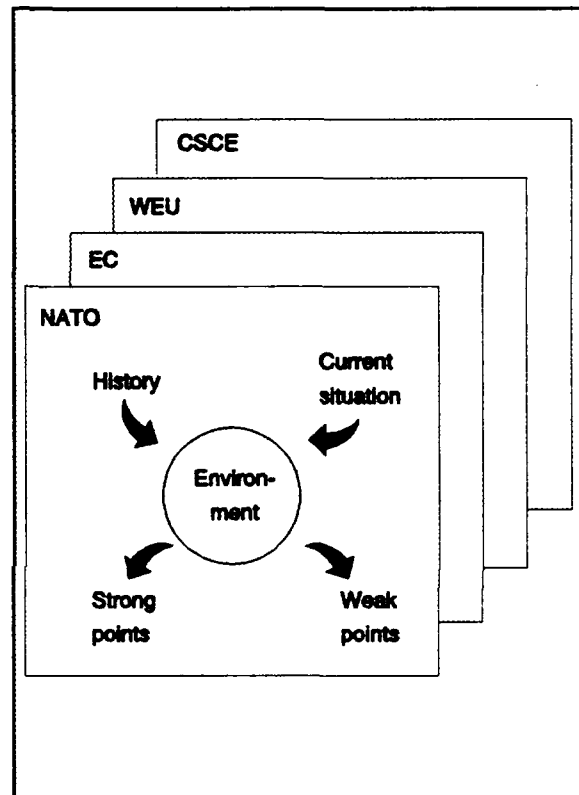 CSCE
WEU
EC
NATO
History
Current
situation
Environ-
ment
Strong
points
Weak
points